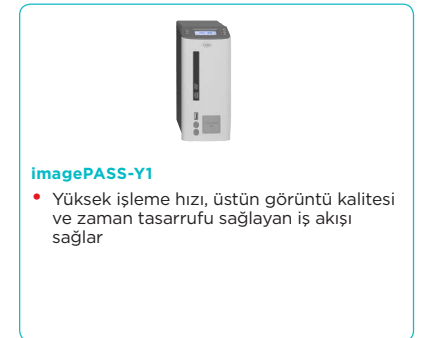 imagePASS-Y1
• Yüksek işleme hızı, üstün görüntü kalitesi
ve zaman tasarrufu sağlayan iş akışı
sağlar